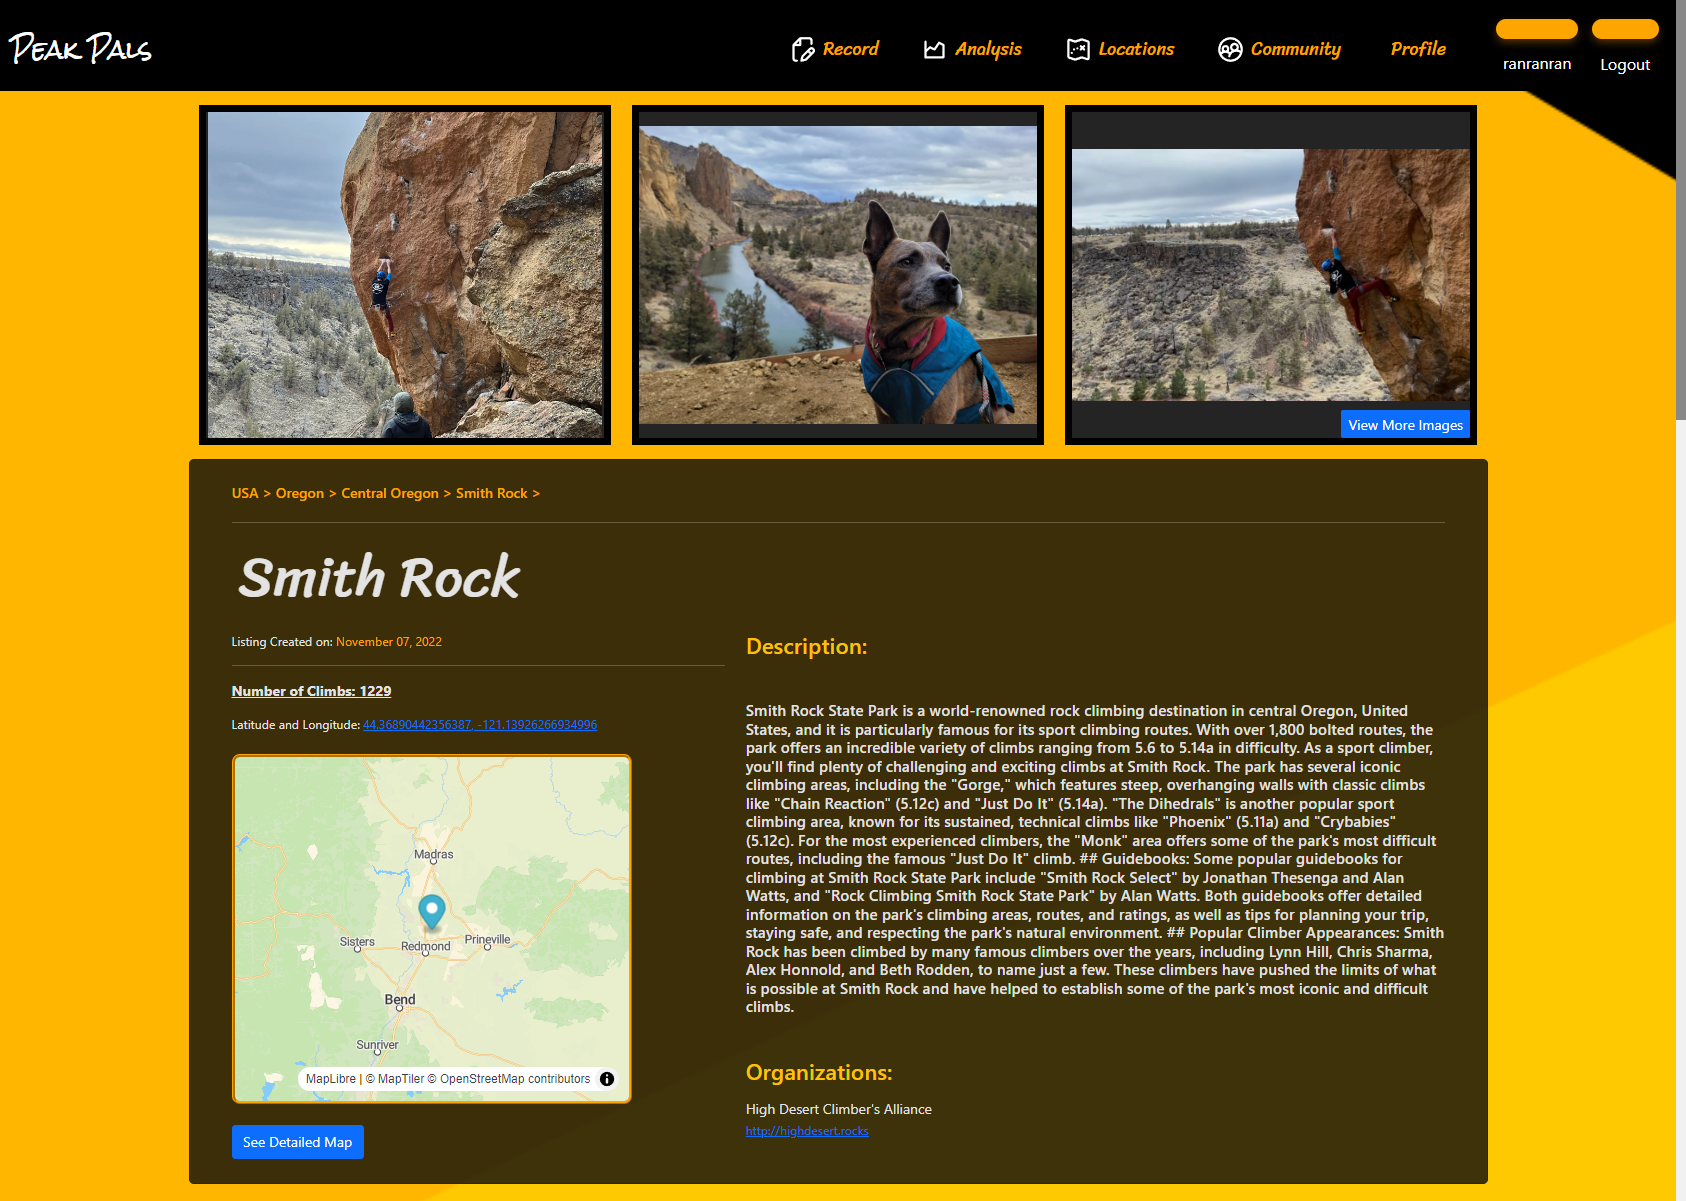 Peak Pals
Record
Analysis
Locations
Community
Profile
ranranran
Logout
View More Images
USA > Oregon > Central Oregon > Smith Rock >
Smith Rock
Listing Created on: November 07, 2022
Number of Climbs: 1229
Latitude and Longitude: 44.36890442356387, -121.13926266934996
Madras
Sisters
Redmond
Prineville
Bend
Sunriver
MapLibre | © MapTiler © OpenStreetMap contributors
See Detailed Map
Description:
Smith Rock State Park is a world-renowned rock climbing destination in central Oregon, United
States, and it is particularly famous for its sport climbing routes. With over 1,800 bolted routes, the
park offers an incredible variety of climbs ranging from 5.6 to 5.14a in difficulty. As a sport climber,
you'll find plenty of challenging and exciting climbs at Smith Rock. The park has several iconic
climbing areas, including the "Gorge," which features steep, overhanging walls with classic climbs
like "Chain Reaction" (5.12c) and "Just Do It" (5.14a). "The Dihedrals" is another popular sport
climbing area, known for its sustained, technical climbs like "Phoenix" (5.11a) and "Crybabies"
(5.12c). For the most experienced climbers, the "Monk" area offers some of the park's most difficult
routes, including the famous "Just Do It" climb. ## Guidebooks: Some popular guidebooks for
climbing at Smith Rock State Park include "Smith Rock Select" by Jonathan Thesenga and Alan
Watts, and "Rock Climbing Smith Rock State Park" by Alan Watts. Both guidebooks offer detailed
information on the park's climbing areas, routes, and ratings, as well as tips for planning your trip,
staying safe, and respecting the park's natural environment. ## Popular Climber Appearances: Smith
Rock has been climbed by many famous climbers over the years, including Lynn Hill, Chris Sharma,
Alex Honnold, and Beth Rodden, to name just a few. These climbers have pushed the limits of what
is possible at Smith Rock and have helped to establish some of the park's most iconic and difficult
climbs.
Organizations:
High Desert Climber's Alliance
http://highdesert.rocks